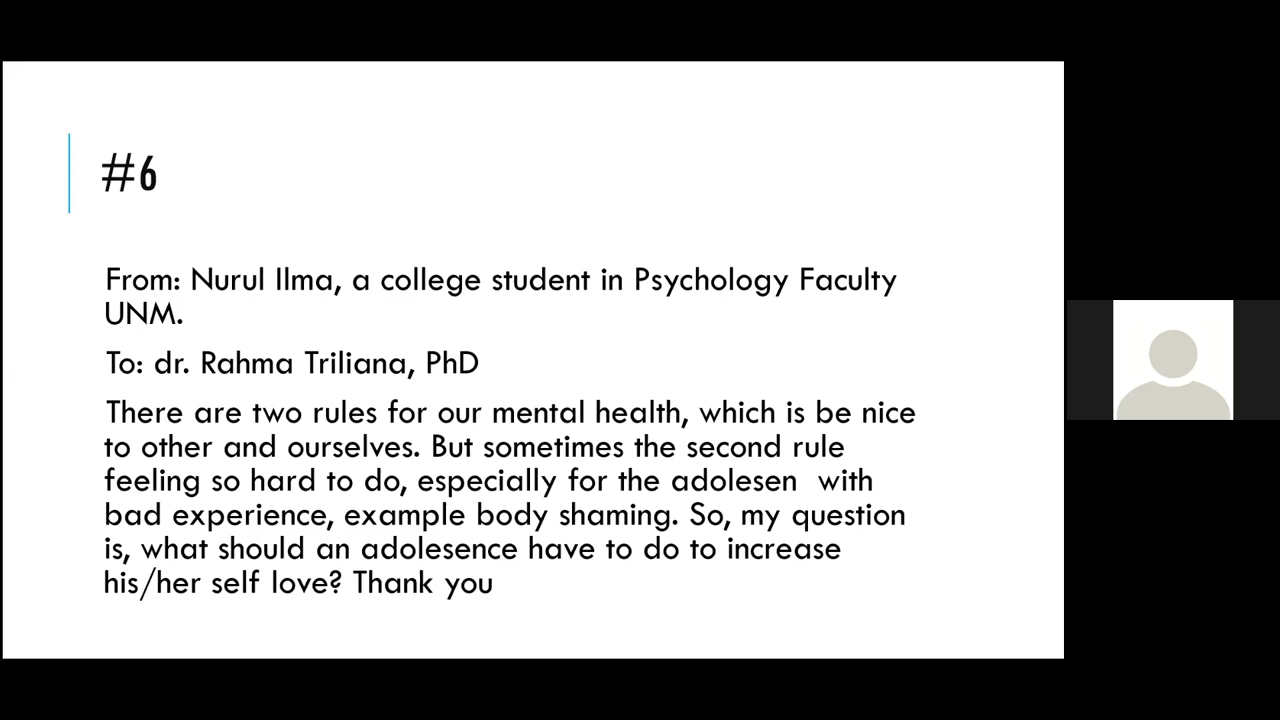 #6
From: Nurul Ilma, a college student in Psychology Faculty
UNM.
To: dr. Rahma Triliana, PhD
There are two rules for our mental health, which is be nice
to other and ourselves. But sometimes the second rule
feeling so hard to do, especially for the adolesen  with
bad experience, example body shaming. So, my question
is, what should an adolesence have to do to increase
his/her self love? Thank you